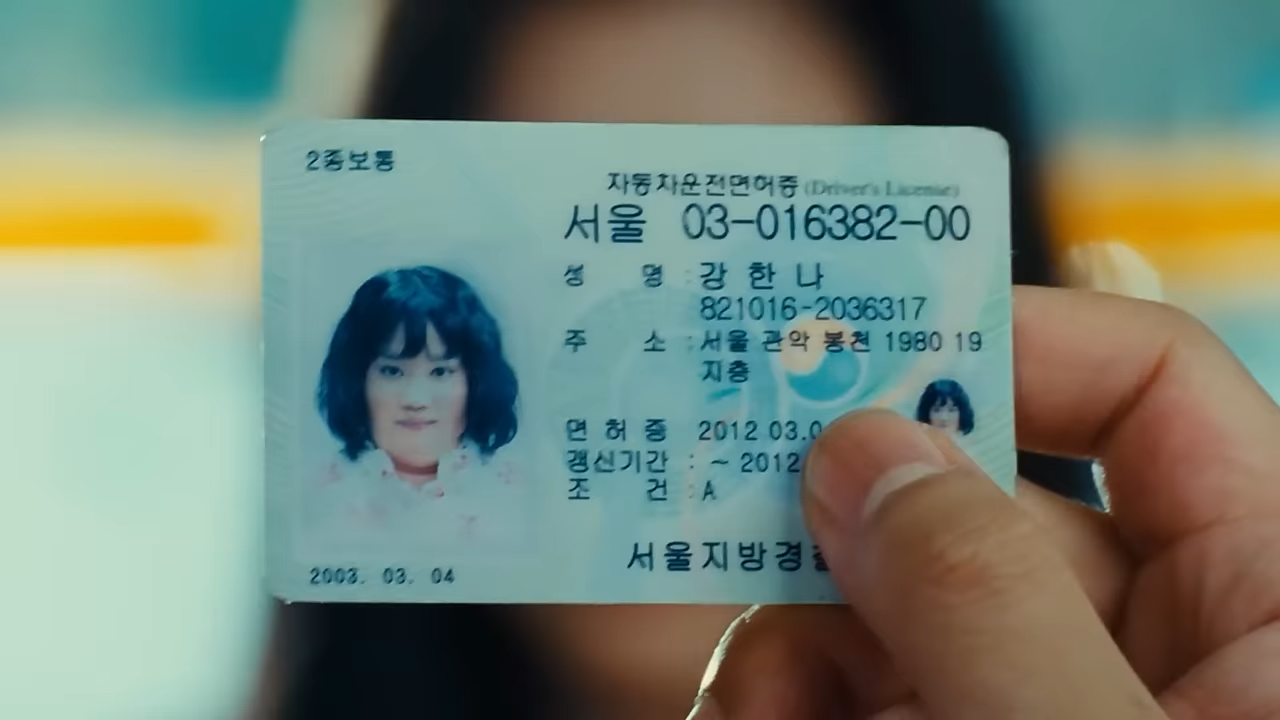 2종보통
자동차운전면허증 (Driver's License)
서울 03-016382-00
성 명 : 강 한 나
821016-2036317
주 소 : 서울 관악 봉천 1980 19
지층
면 허 증 2012 03.0
갱신기간 : ~ 2012
조 건 : A
서울지방경찰
2003. 03. 04